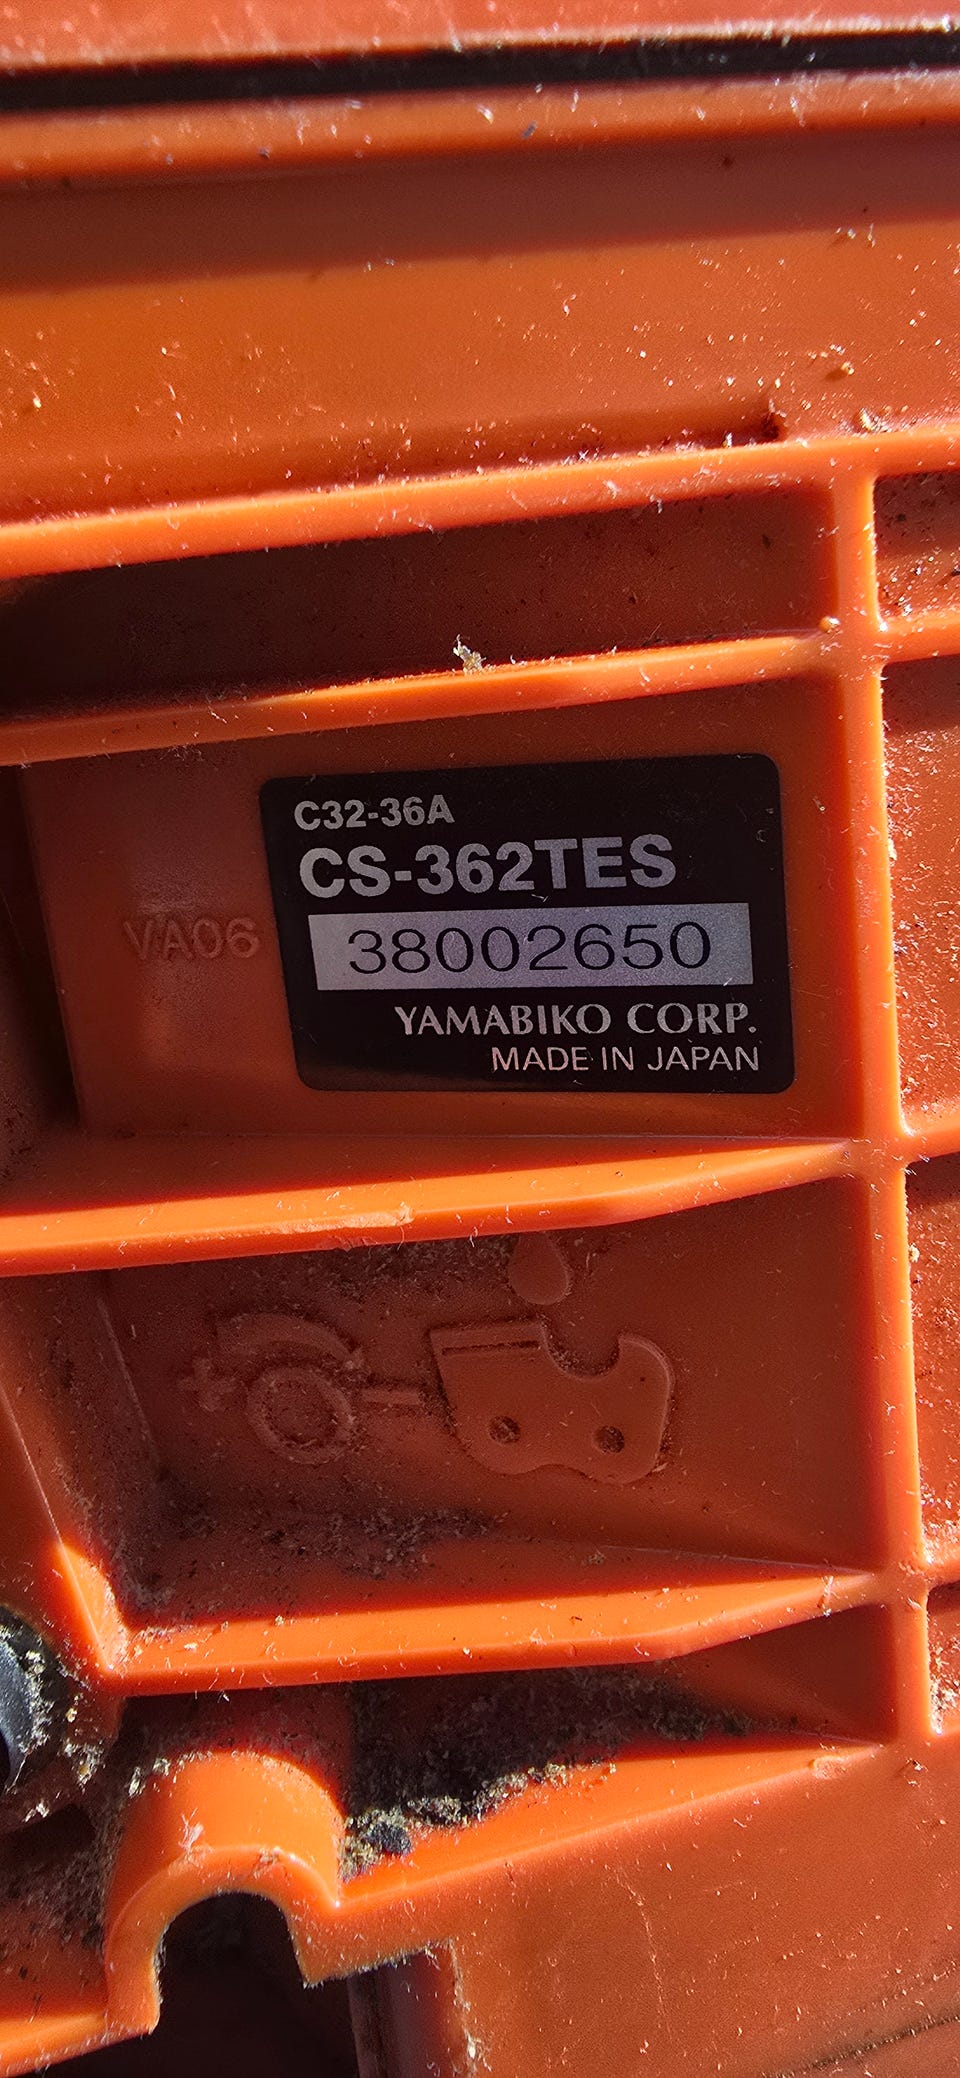 C32-36A
CS-362TES
VA06
38002650
YAMABIKO CORP.
MADE IN JAPAN